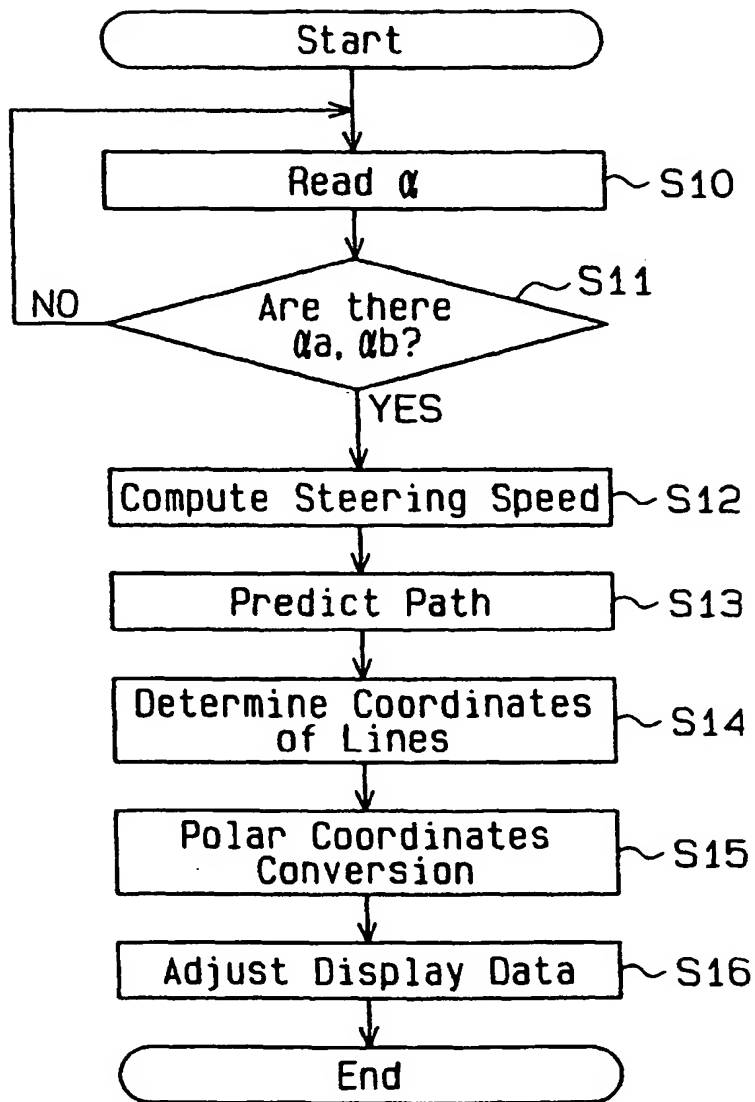 Start
Read α
S10
S11
NO
Are there
αa, αb?
YES
Compute Steering Speed
S12
Predict Path
S13
Determine Coordinates
of Lines
S14
Polar Coordinates
Conversion
S15
Adjust Display Data
S16
End